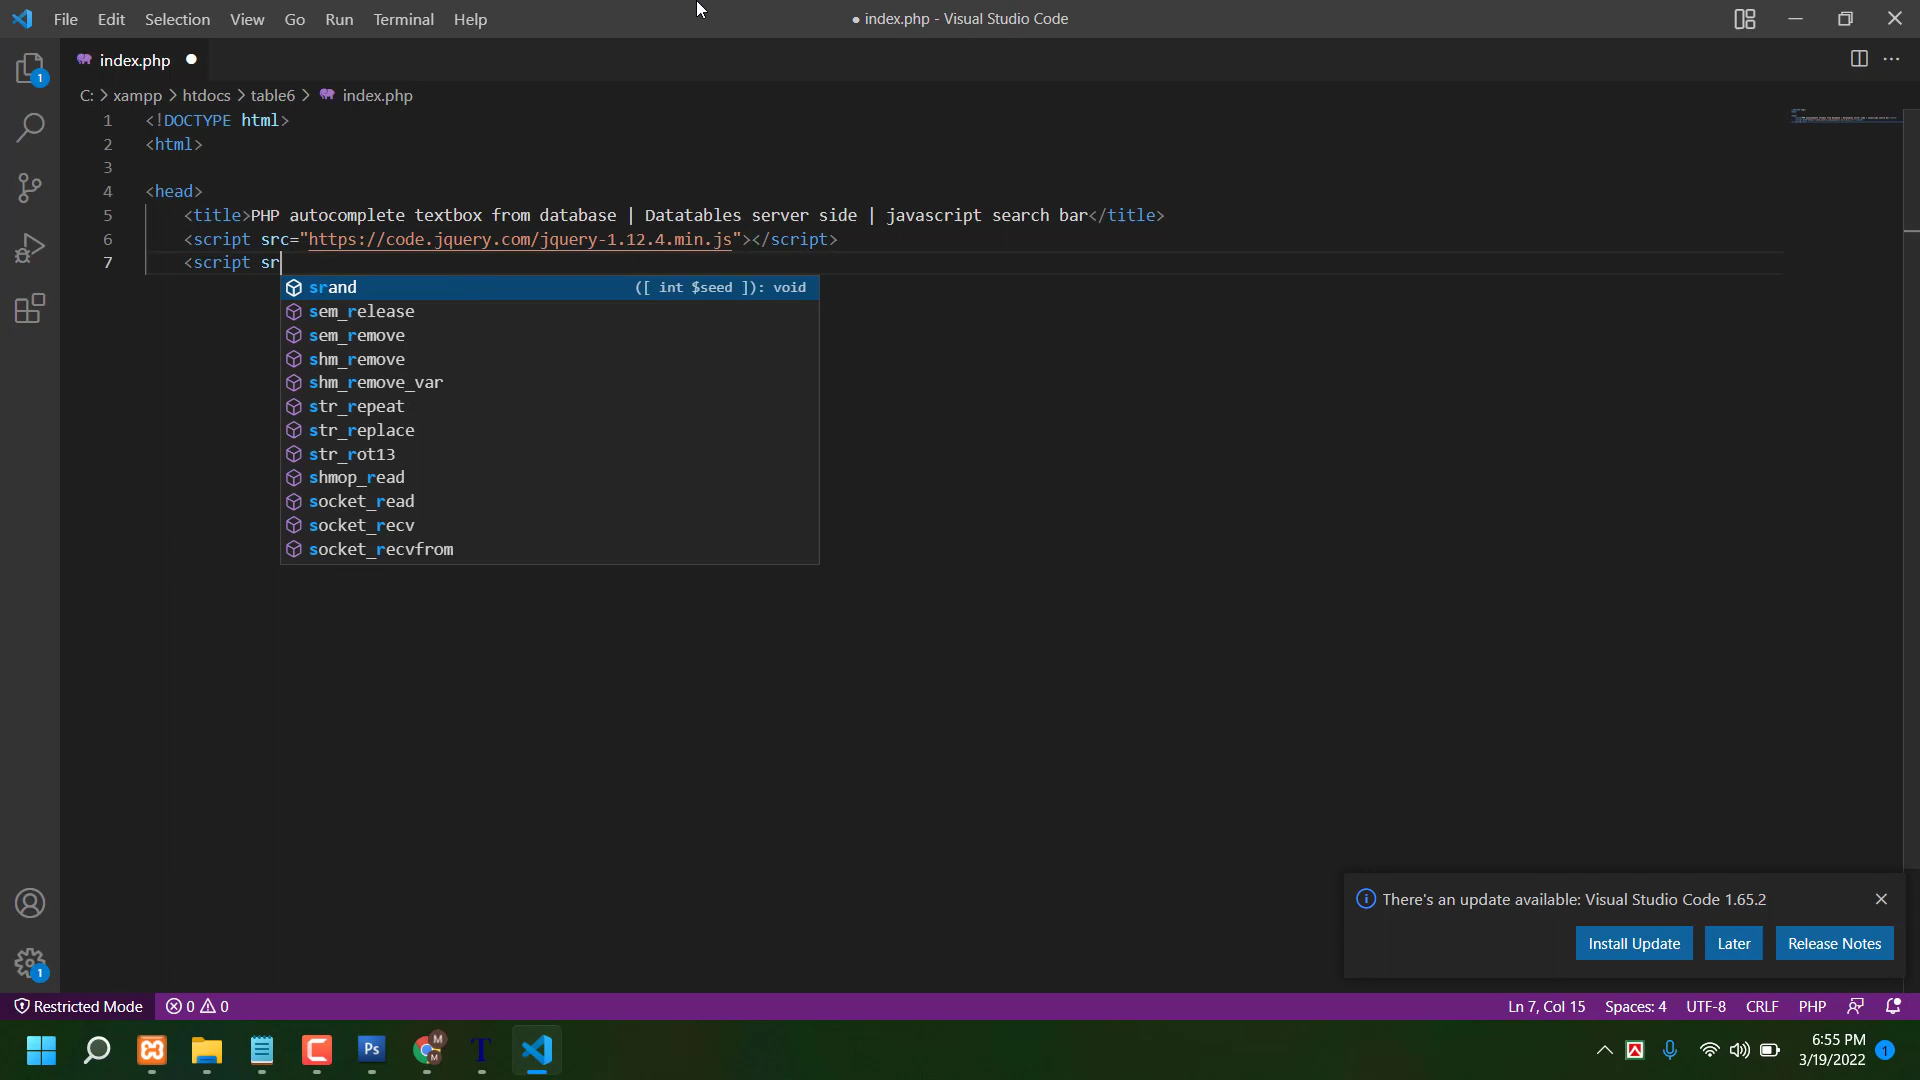 File Edit Selection View Go Run Terminal Help
● index.php - Visual Studio Code
index.php
C: > xampp > htdocs > table6 > index.php
1 <!DOCTYPE html>
2 <html>
3
4 <head>
5 <title>PHP autocomplete textbox from database | Datatables server side | javascript search bar</title>
6 <script src="https://code.jquery.com/jquery-1.12.4.min.js"></script>
7 <script sr
srand ([ int $seed ]): void
sem_release
sem_remove
shm_remove
shm_remove_var
str_repeat
str_replace
str_rot13
shmop_read
socket_read
socket_recv
socket_recvfrom
1
There's an update available: Visual Studio Code 1.65.2
Install Update Later Release Notes
1
Restricted Mode 0 0 Ln 7, Col 15 Spaces: 4 UTF-8 CRLF PHP
Ps M M T
6:55 PM
3/19/2022 1